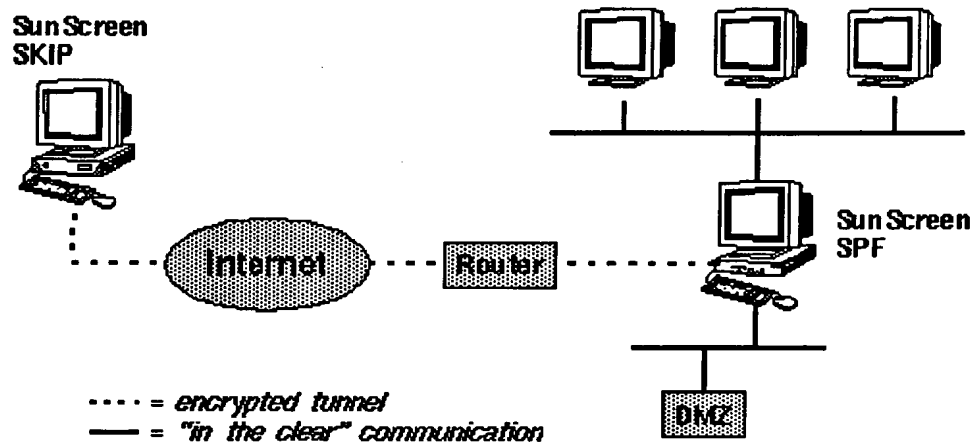 Sun Screen
SKIP
Sun Screen
SPF
Internet
Router
DMZ
---- = encrypted tunnel
—— = "in the clear" communication